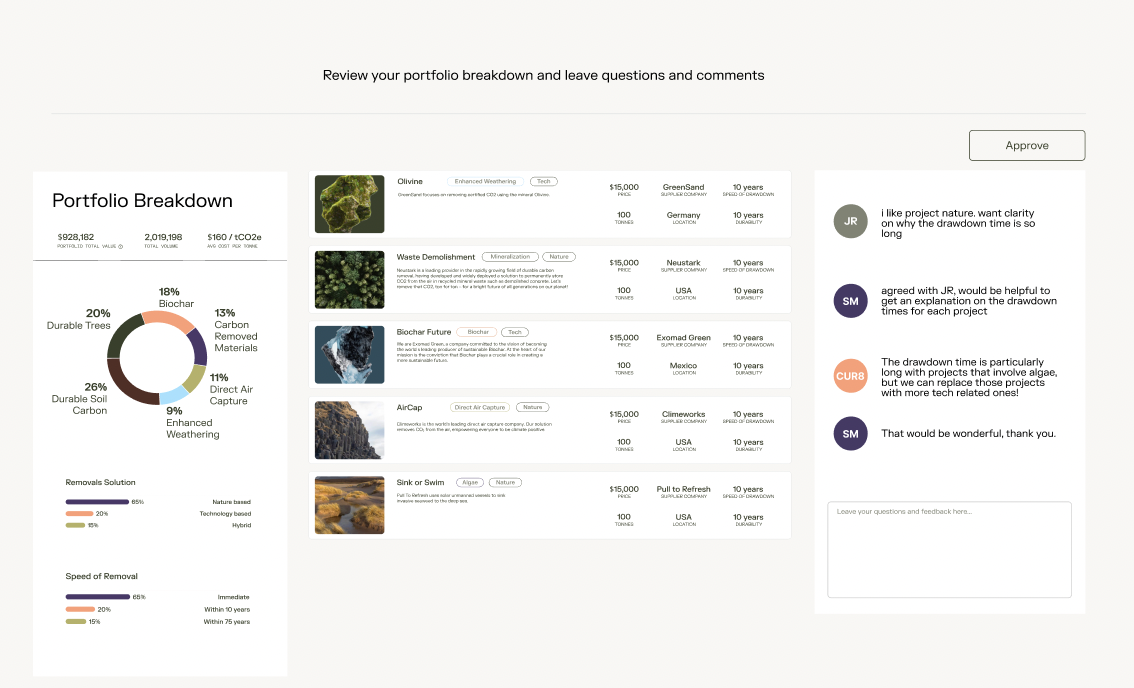 Review your portfolio breakdown and leave questions and comments
Approve
Portfolio Breakdown
$928,182
PORTFOLIO TOTAL VALUE
2,019,198
TOTAL VOLUME
$160 / tCO2e
AVG COST PER TONNE
18%
Biochar
13%
Carbon
Removed
Materials
11%
Direct Air
Capture
9%
Enhanced
Weathering
26%
Durable Soil
Carbon
20%
Durable Trees
Removals Solution
65% Nature based
20% Technology based
15% Hybrid
Speed of Removal
66% Immediate
20% Within 10 years
15% Within 75 years
Olivine Enhanced Weathering Tech
GreenSand focuses on removing certified CO2 using the mineral Olivine.
$15,000 GreenSand 10 years
PRICE SUPPLIER COMPANY SPEED OF DRAWDOWN
100 Germany 10 years
TONNES LOCATION DURABILITY
Waste Demolishment Mineralization Nature
Neustark is a leading provider in the rapidly growing field of durable carbon
removal, having developed and widely deployed a solution to permanently store
CO2 from the air in recycled mineral waste such as demolished concrete. Let's
remove that CO2, ton for ton – for a bright future of all generations on our planet!
$15,000 Neustark 10 years
PRICE SUPPLIER COMPANY SPEED OF DRAWDOWN
100 USA 10 years
TONNES LOCATION DURABILITY
Biochar Future Biochar Tech
We are Exomad Green, a company committed to the vision of becoming
the world's leading producer of sustainable Biochar. At the heart of our
mission is the conviction that Biochar plays a crucial role in creating a
more sustainable future.
$15,000 Exomad Green 10 years
PRICE SUPPLIER COMPANY SPEED OF DRAWDOWN
100 Mexico 10 years
TONNES LOCATION DURABILITY
AirCap Direct Air Capture Nature
Climeworks is the world's leading direct air capture company. Our solution
removes CO₂ from the air, empowering everyone to be climate positive.
$15,000 Climeworks 10 years
PRICE SUPPLIER COMPANY SPEED OF DRAWDOWN
100 USA 10 years
TONNES LOCATION DURABILITY
Sink or Swim Algae Nature
Pull To Refresh uses solar unmanned vessels to sink
invasive seaweed to the deep sea.
$15,000 Pull to Refresh 10 years
PRICE SUPPLIER COMPANY SPEED OF DRAWDOWN
100 USA 10 years
TONNES LOCATION DURABILITY
JR
i like project nature. want clarity
on why the drawdown time is so
long
SM
agreed with JR, would be helpful to
get an explanation on the drawdown
times for each project
CUR8
The drawdown time is particularly
long with projects that involve algae,
but we can replace those projects
with more tech related ones!
SM
That would be wonderful, thank you.
Leave your questions and feedback here...